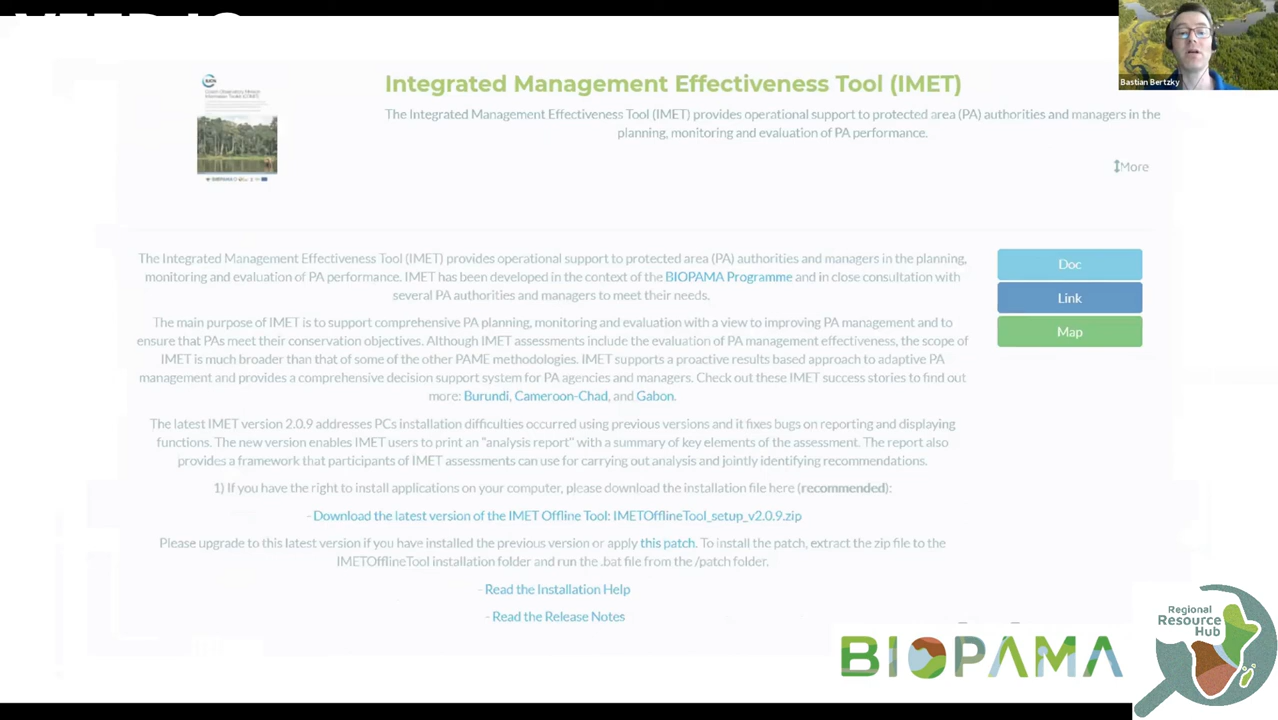 Bastian Bertzky
Integrated Management Effectiveness Tool (IMET)
The Integrated Management Effectiveness Tool (IMET) provides operational support to protected area (PA) authorities and managers in the
planning, monitoring and evaluation of PA performance.
More
The Integrated Management Effectiveness Tool (IMET) provides operational support to protected area (PA) authorities and managers in the planning,
monitoring and evaluation of PA performance. IMET has been developed in the context of the BIOPAMA Programme and in close consultation with
several PA authorities and managers to meet their needs.
The main purpose of IMET is to support comprehensive PA planning, monitoring and evaluation with a view to improving PA management and to
ensure that PAs meet their conservation objectives. Although IMET assessments include the evaluation of PA management effectiveness, the scope of
IMET is much broader than that of some of the other PAME methodologies. IMET supports a proactive results based approach to adaptive PA
management and provides a comprehensive decision support system for PA agencies and managers. Check out these IMET success stories to find out
more: Burundi, Cameroon-Chad, and Gabon.
The latest IMET version 2.0.9 addresses PCs installation difficulties occurred using previous versions and it fixes bugs on reporting and displaying
functions. The new version enables IMET users to print an "analysis report" with a summary of key elements of the assessment. The report also
provides a framework that participants of IMET assessments can use for carrying out analysis and jointly identifying recommendations.
1) If you have the right to install applications on your computer, please download the installation file here (recommended):
- Download the latest version of the IMET Offline Tool: IMETOfflineTool_setup_v2.0.9.zip
Please upgrade to this latest version if you have installed the previous version or apply this patch. To install the patch, extract the zip file to the
IMETOfflineTool installation folder and run the .bat file from the /patch folder.
- Read the Installation Help
- Read the Release Notes
Doc
Link
Map
BIOPAMA
Regional
Resource
Hub